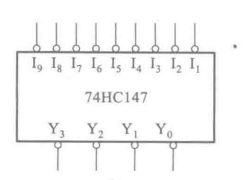 I₉ I₈ I₇ I₆ I₅ I₄ I₃ I₂ I₁
74HC147
Y₃ Y₂ Y₁ Y₀